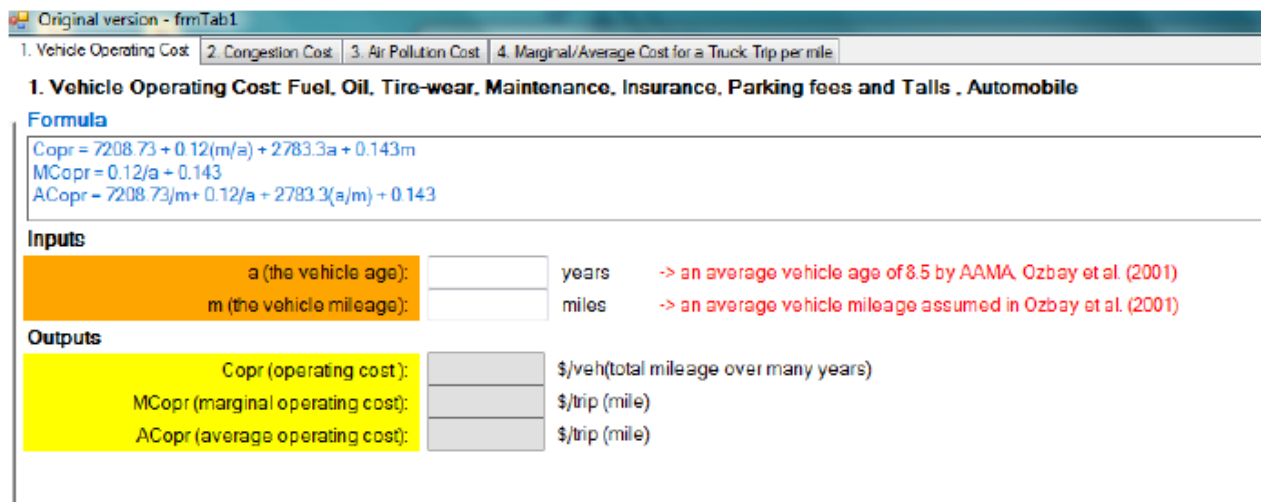 Original version - frmTab1
1. Vehicle Operating Cost 2. Congestion Cost 3. Air Pollution Cost 4. Marginal/Average Cost for a Truck Trip per mile
1. Vehicle Operating Cost: Fuel, Oil, Tire-wear, Maintenance, Insurance, Parking fees and Talls , Automobile
Formula
Copr = 7208.73 + 0.12(m/a) + 2783.3a + 0.143m
MCopr = 0.12/a + 0.143
ACopr = 7208.73/m+ 0.12/a + 2783.3(a/m) + 0.143
Inputs
a (the vehicle age): years -> an average vehicle age of 8.5 by AAMA, Ozbay et al. (2001)
m (the vehicle mileage): miles -> an average vehicle mileage assumed in Ozbay et al. (2001)
Outputs
Copr (operating cost ): $/veh(total mileage over many years)
MCopr (marginal operating cost): $/trip (mile)
ACopr (average operating cost): $/trip (mile)